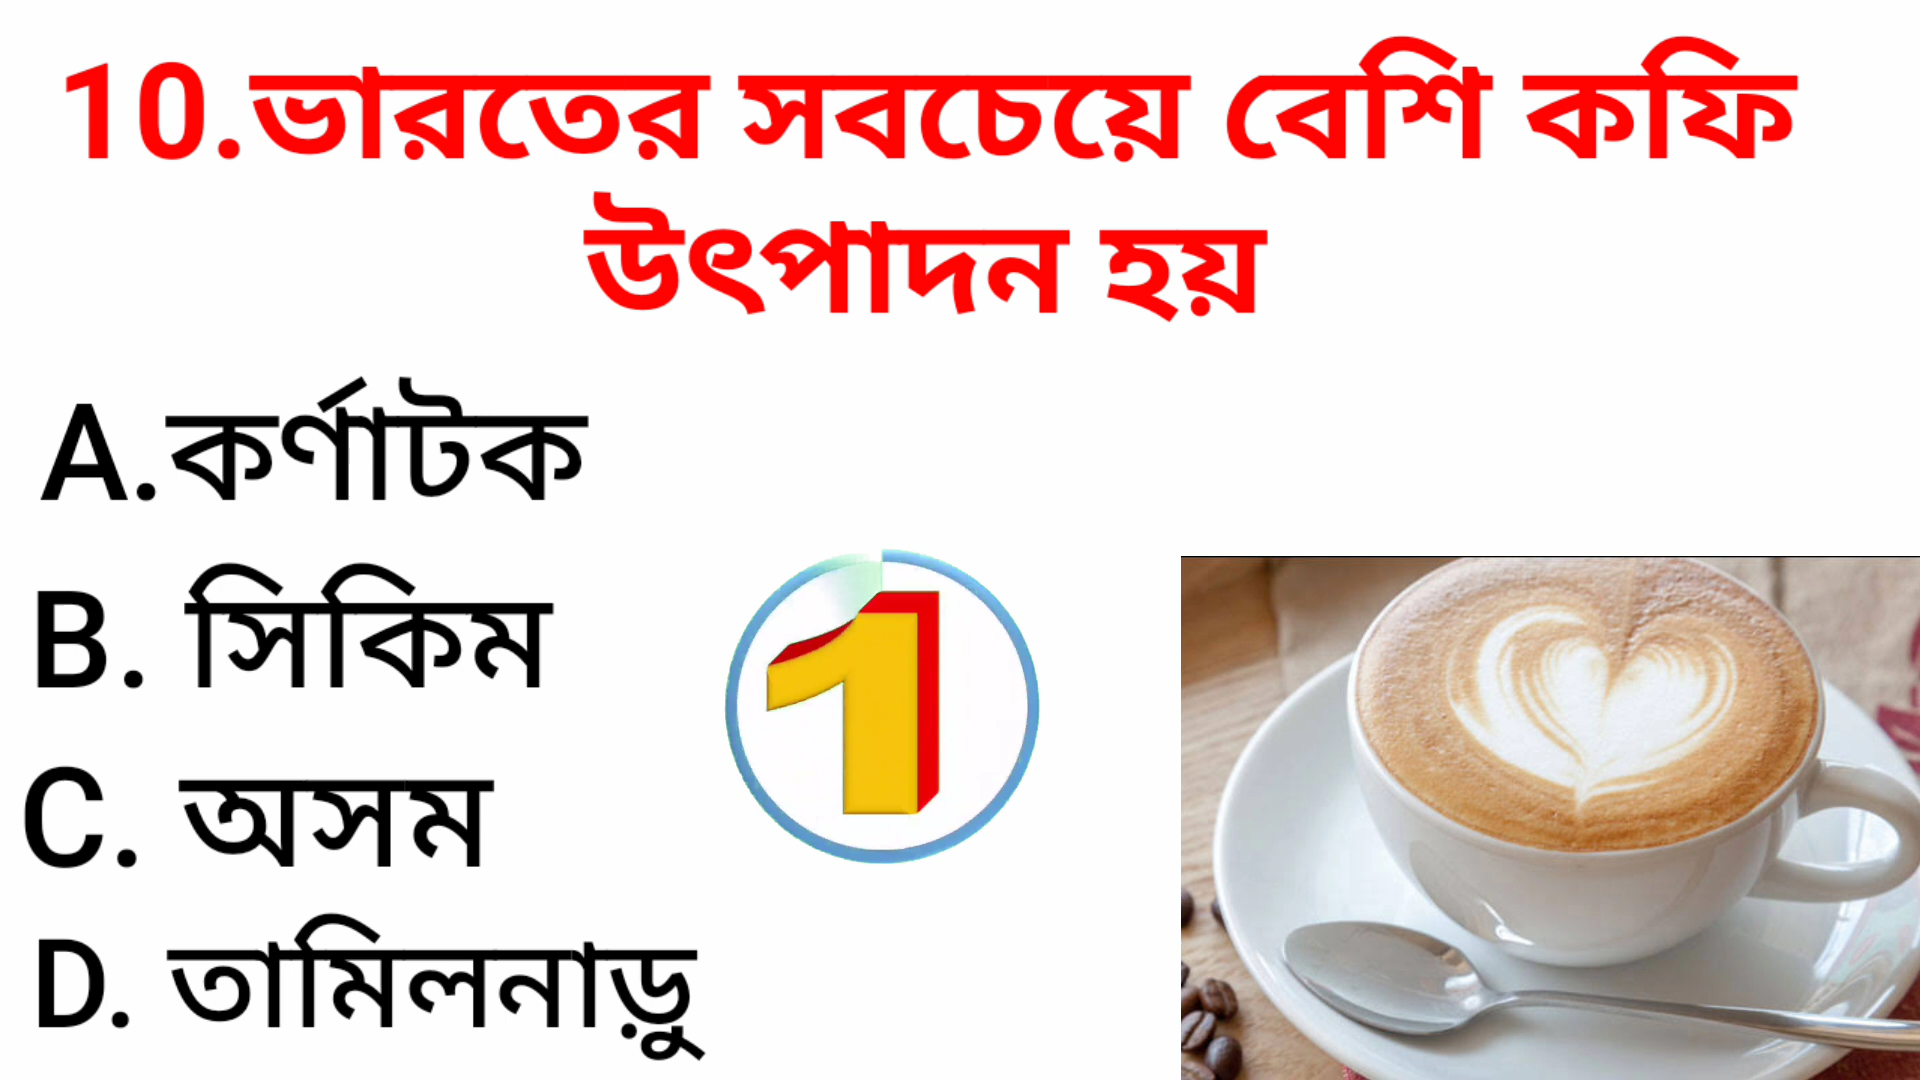 10.ভারতের সবচেয়ে বেশি কফি
উৎপাদন হয়
A.কর্ণাটক
B. সিকিম
1
C. অসম
D. তামিলনাড়ু